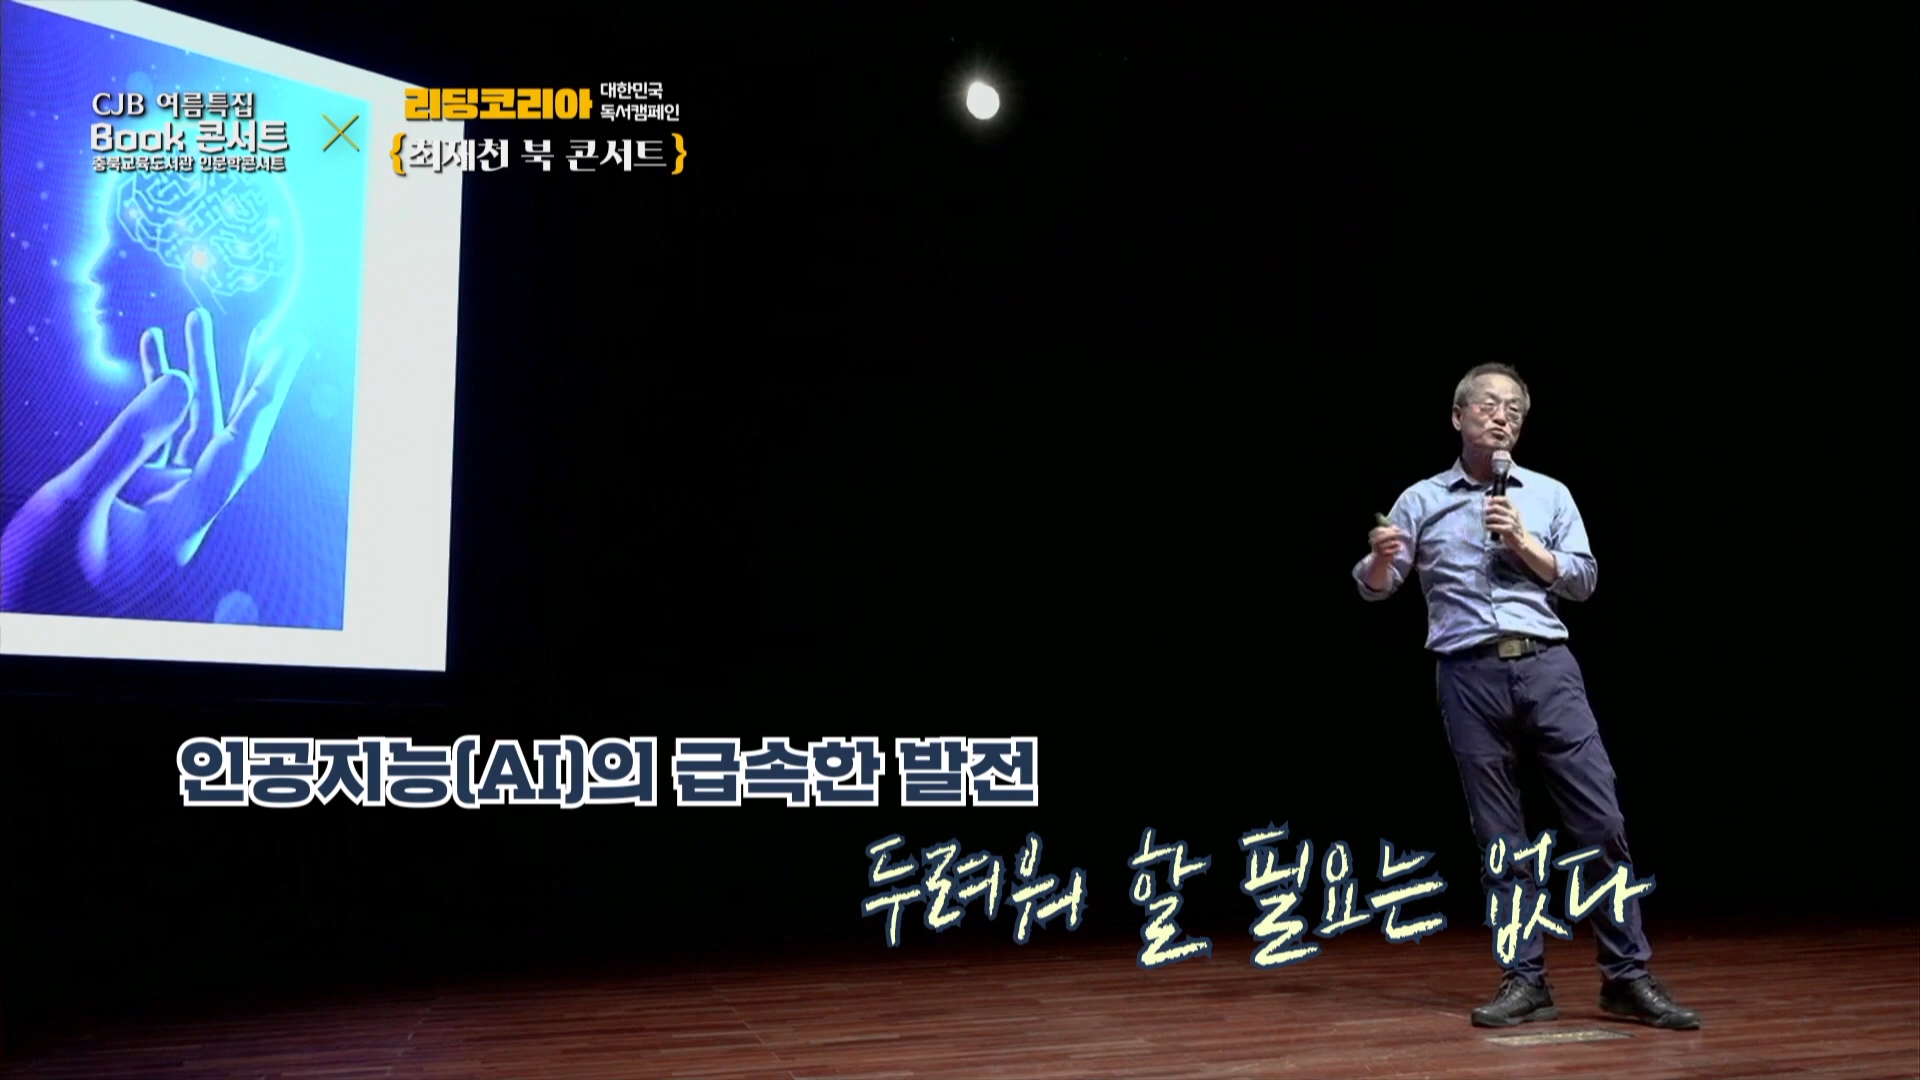 CJB 여름특집
Book 콘서트
충북교육도서관 인문학콘서트
×
리딩코리아
대한민국
독서캠페인
{최재천 북 콘서트}
인공지능(AI)의 급속한 발전
두려워 할 필요는 없다